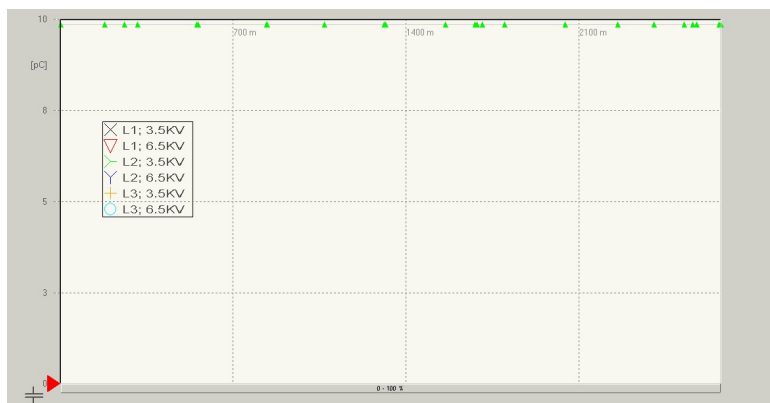 10
700 m
1400 m
2100 m
[pC]
8
L1; 3.5KV
L1; 6.5KV
L2; 3.5KV
L2; 6.5KV
L3; 3.5KV
L3; 6.5KV
5
3
0
0 - 100 %